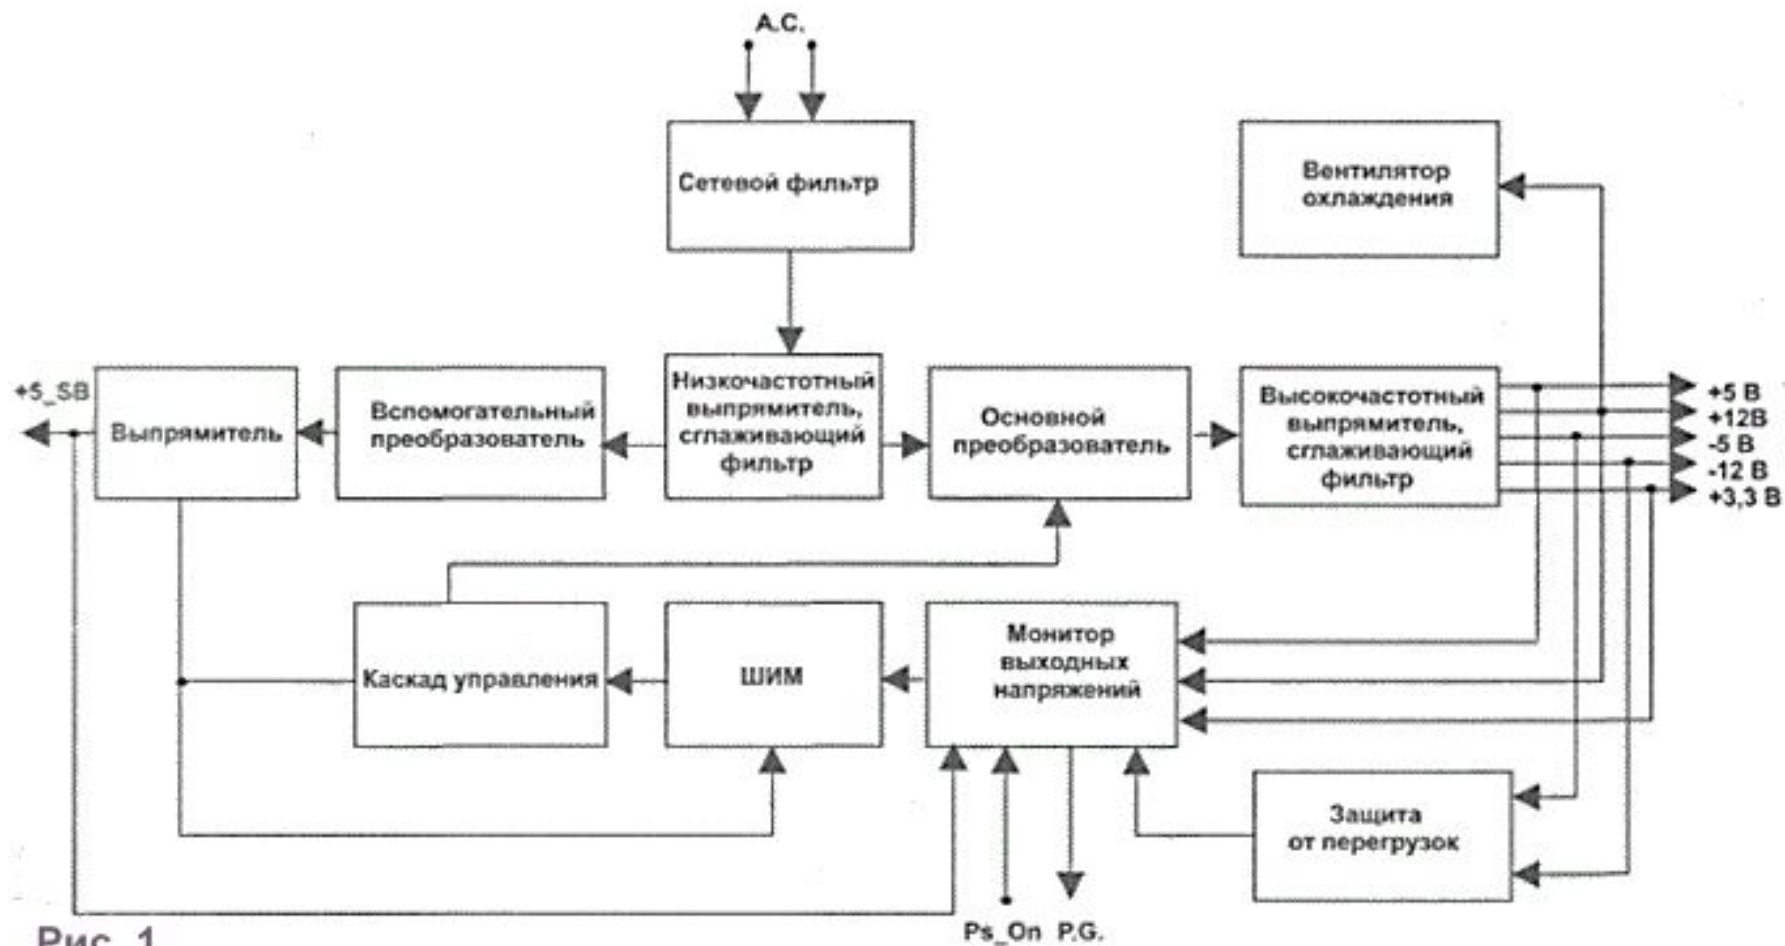 A.C.
Сетевой фильтр
Вентилятор
охлаждения
+5_SB
Выпрямитель
Вспомогательный
преобразователь
Низкочастотный
выпрямитель,
сглаживающий
фильтр
Основной
преобразователь
Высокочастотный
выпрямитель,
сглаживающий
фильтр
+5 В
+12В
-5 В
-12 В
+3,3 В
Каскад управления
ШИМ
Монитор
выходных
напряжений
Защита
от перегрузок
Ps_On P.G.
Рис. 1